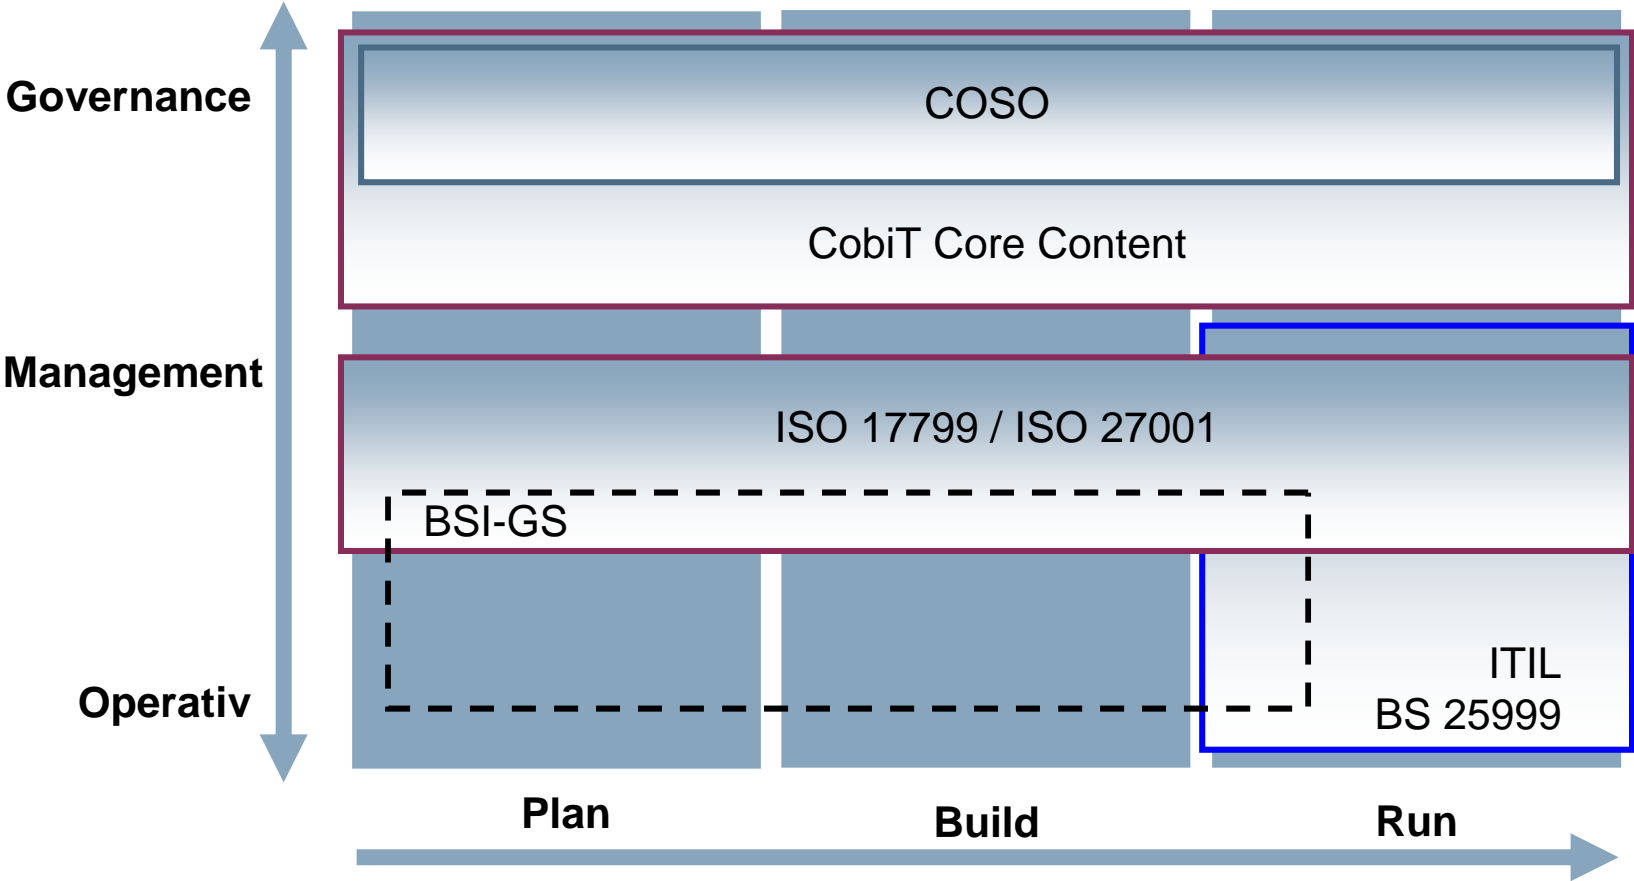 Governance
COSO
CobiT Core Content
Management
ISO 17799 / ISO 27001
BSI-GS
Operativ
ITIL
BS 25999
Plan
Build
Run